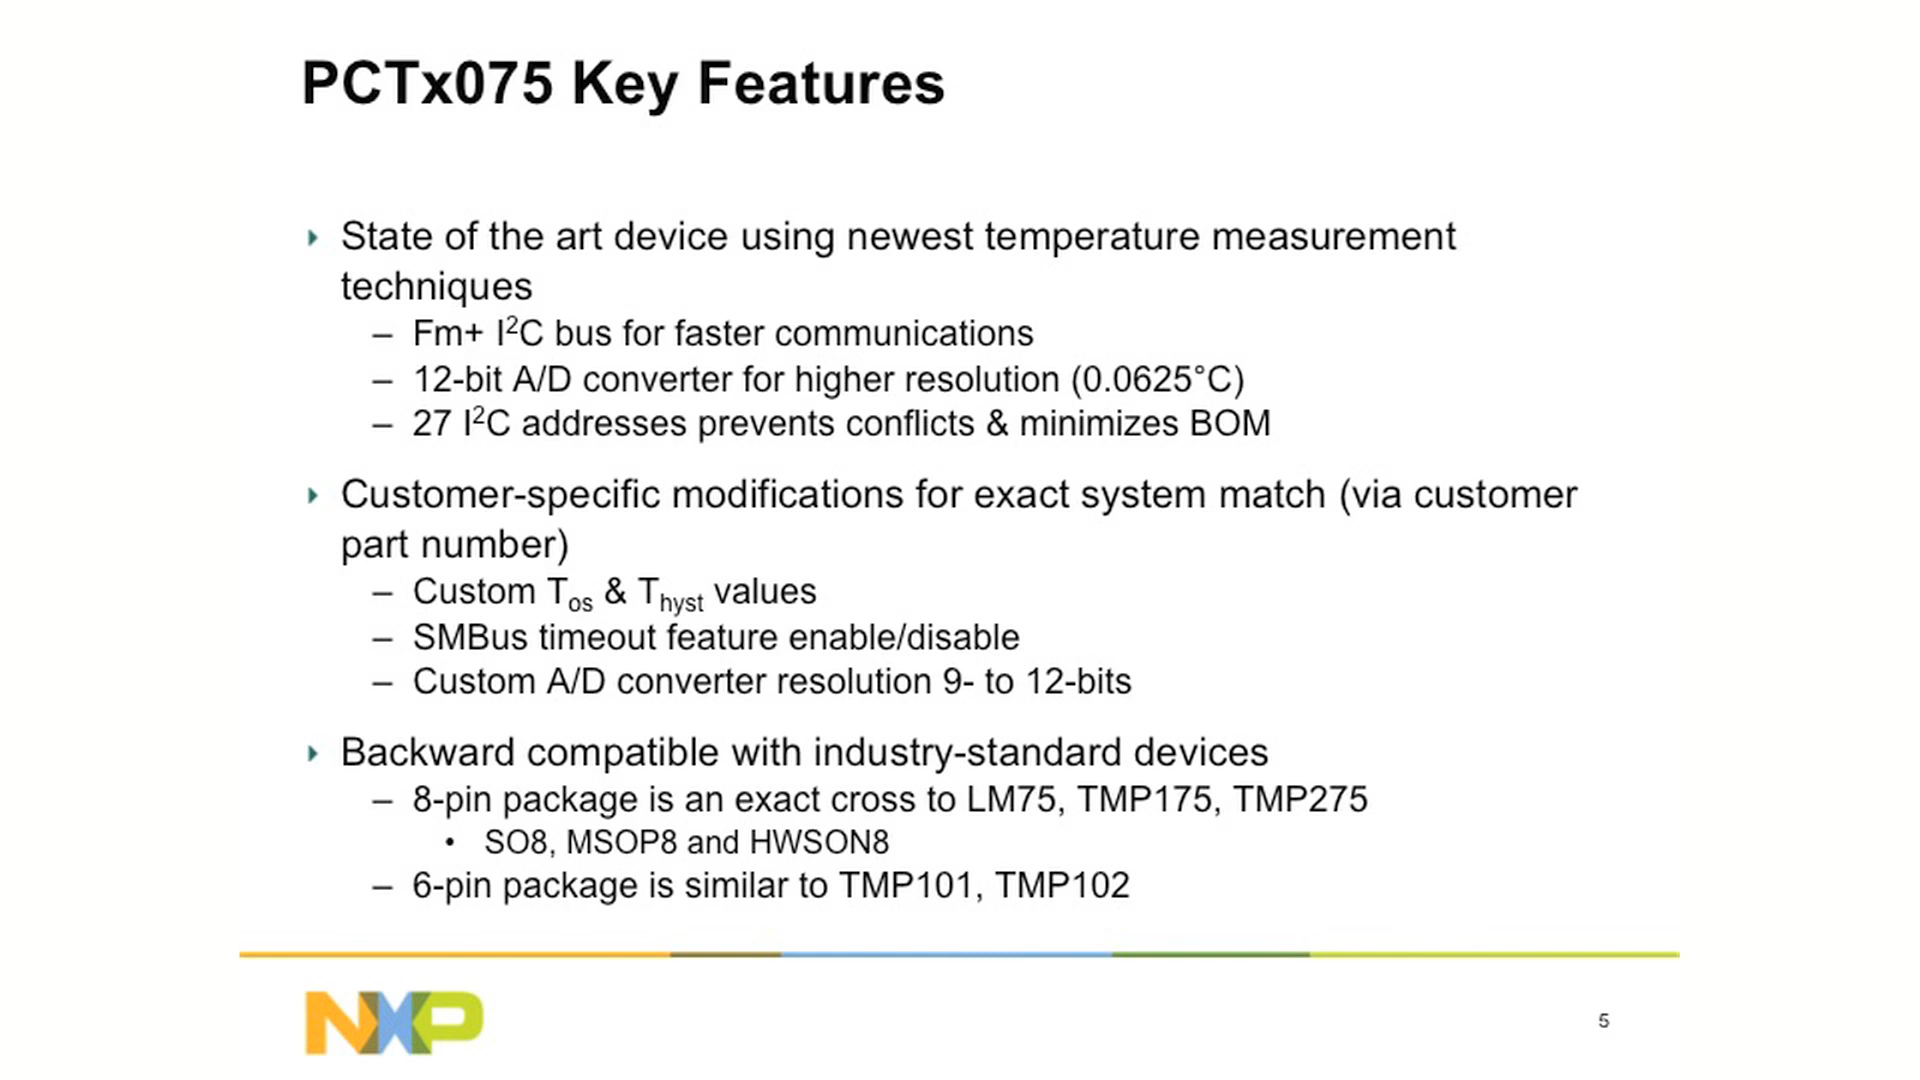 PCTx075 Key Features
State of the art device using newest temperature measurement
techniques
– Fm+ I²C bus for faster communications
– 12-bit A/D converter for higher resolution (0.0625°C)
– 27 I²C addresses prevents conflicts & minimizes BOM
Customer-specific modifications for exact system match (via customer
part number)
– Custom Tos & Thyst values
– SMBus timeout feature enable/disable
– Custom A/D converter resolution 9- to 12-bits
Backward compatible with industry-standard devices
– 8-pin package is an exact cross to LM75, TMP175, TMP275
• SO8, MSOP8 and HWSON8
– 6-pin package is similar to TMP101, TMP102
NXP
5